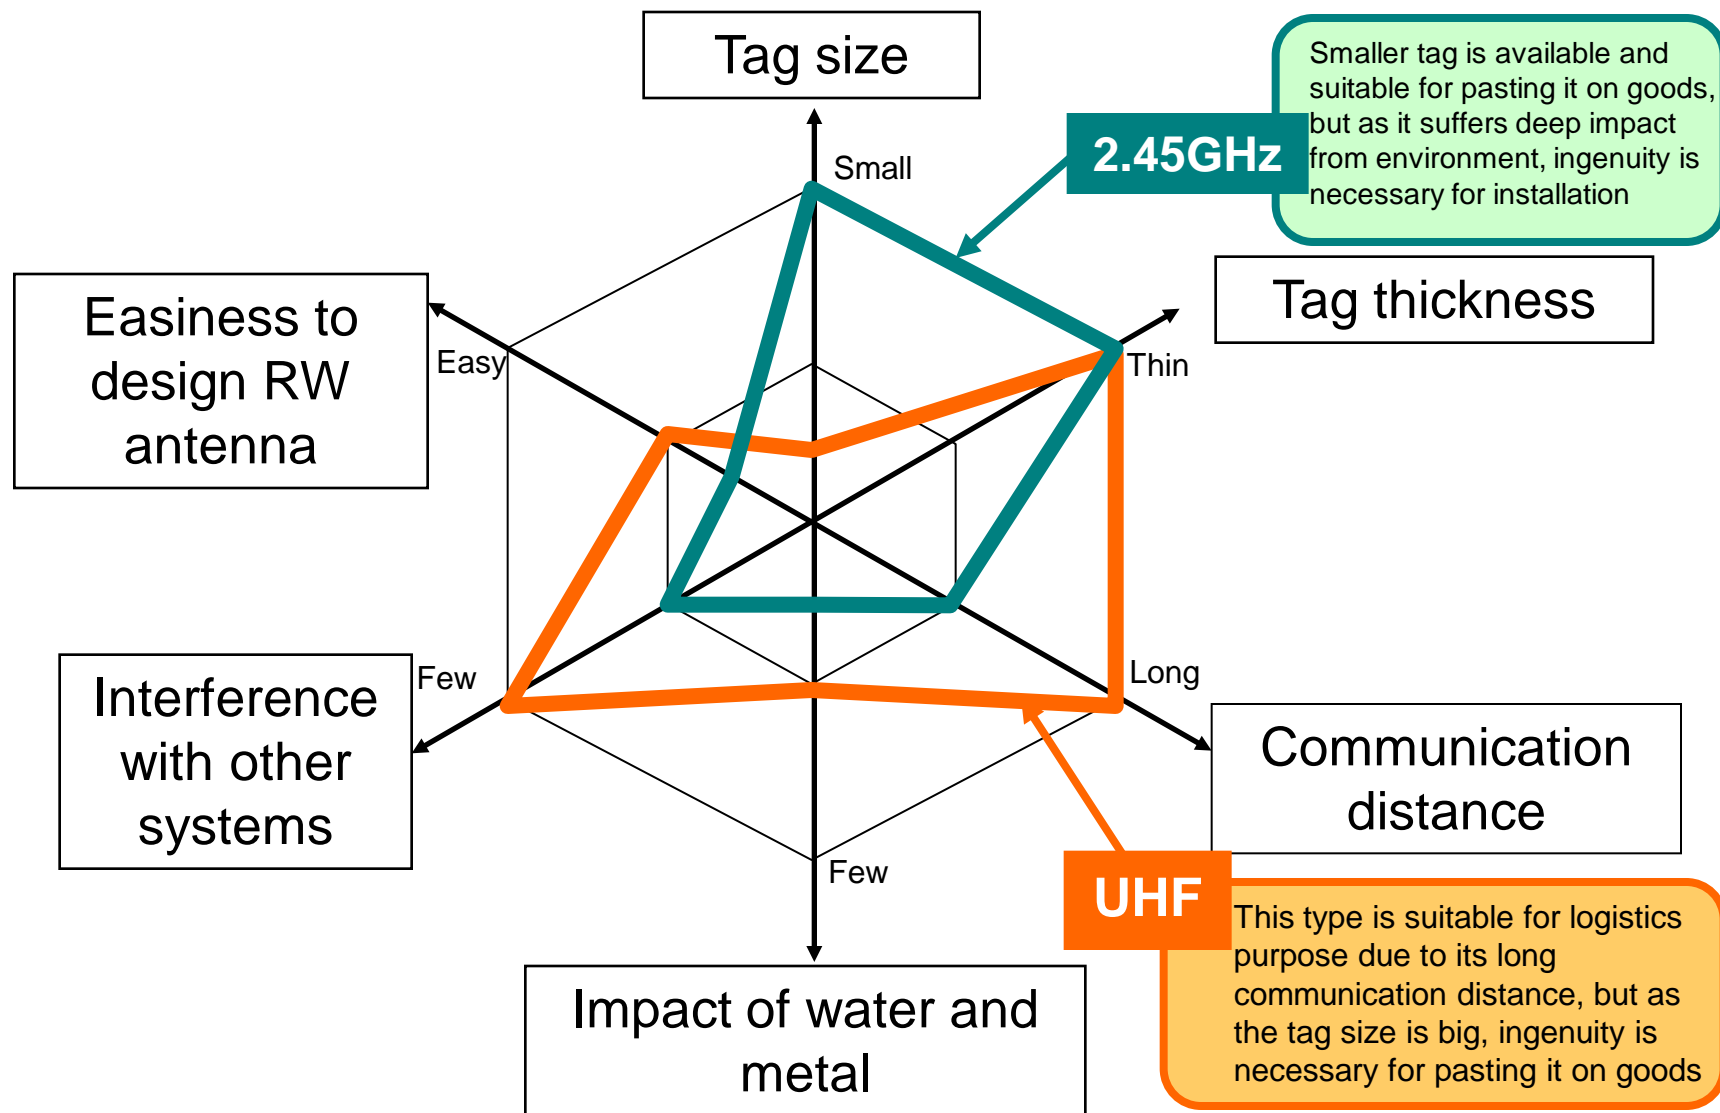 Tag size
Smaller tag is available and
suitable for pasting it on goods,
but as it suffers deep impact
from environment, ingenuity is
necessary for installation
2.45GHz
Small
Tag thickness
Easiness to
design RW
antenna
Easy
Thin
Interference
with other
systems
Few
Long
Communication
distance
Few
UHF
This type is suitable for logistics
purpose due to its long
communication distance, but as
the tag size is big, ingenuity is
necessary for pasting it on goods
Impact of water and
metal